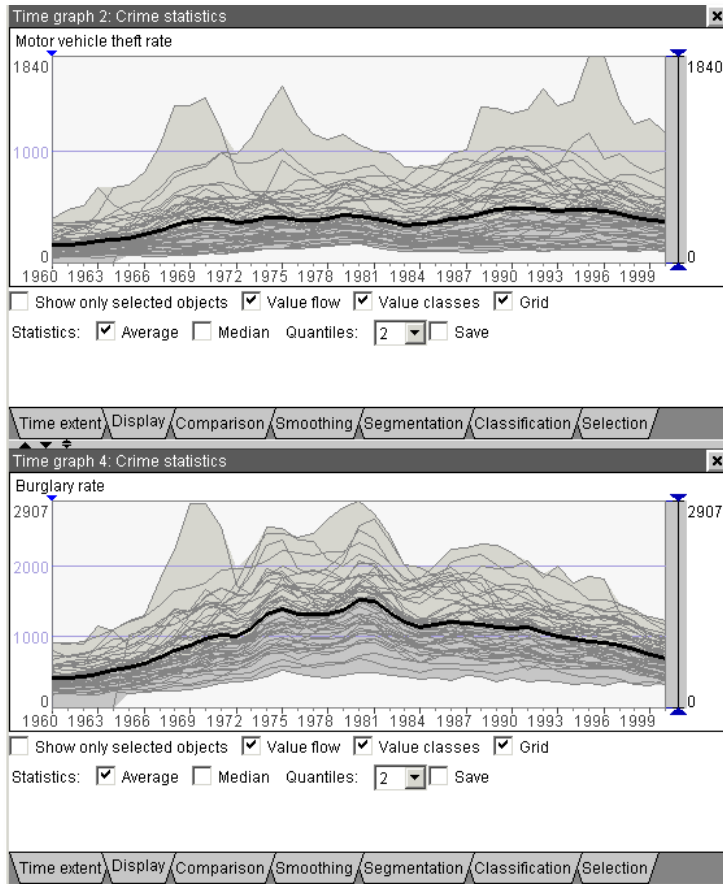 Time graph 2: Crime statistics
Motor vehicle theft rate
1840 1840
1000
0 0
1960 1963 1966 1969 1972 1975 1978 1981 1984 1987 1990 1993 1996 1999
Show only selected objects Value flow Value classes Grid
Statistics: Average Median Quantiles: 2 Save
Time extent Display Comparison Smoothing Segmentation Classification Selection
Time graph 4: Crime statistics
Burglary rate
2907 2907
2000
1000
0 0
1960 1963 1966 1969 1972 1975 1978 1981 1984 1987 1990 1993 1996 1999
Show only selected objects Value flow Value classes Grid
Statistics: Average Median Quantiles: 2 Save
Time extent Display Comparison Smoothing Segmentation Classification Selection